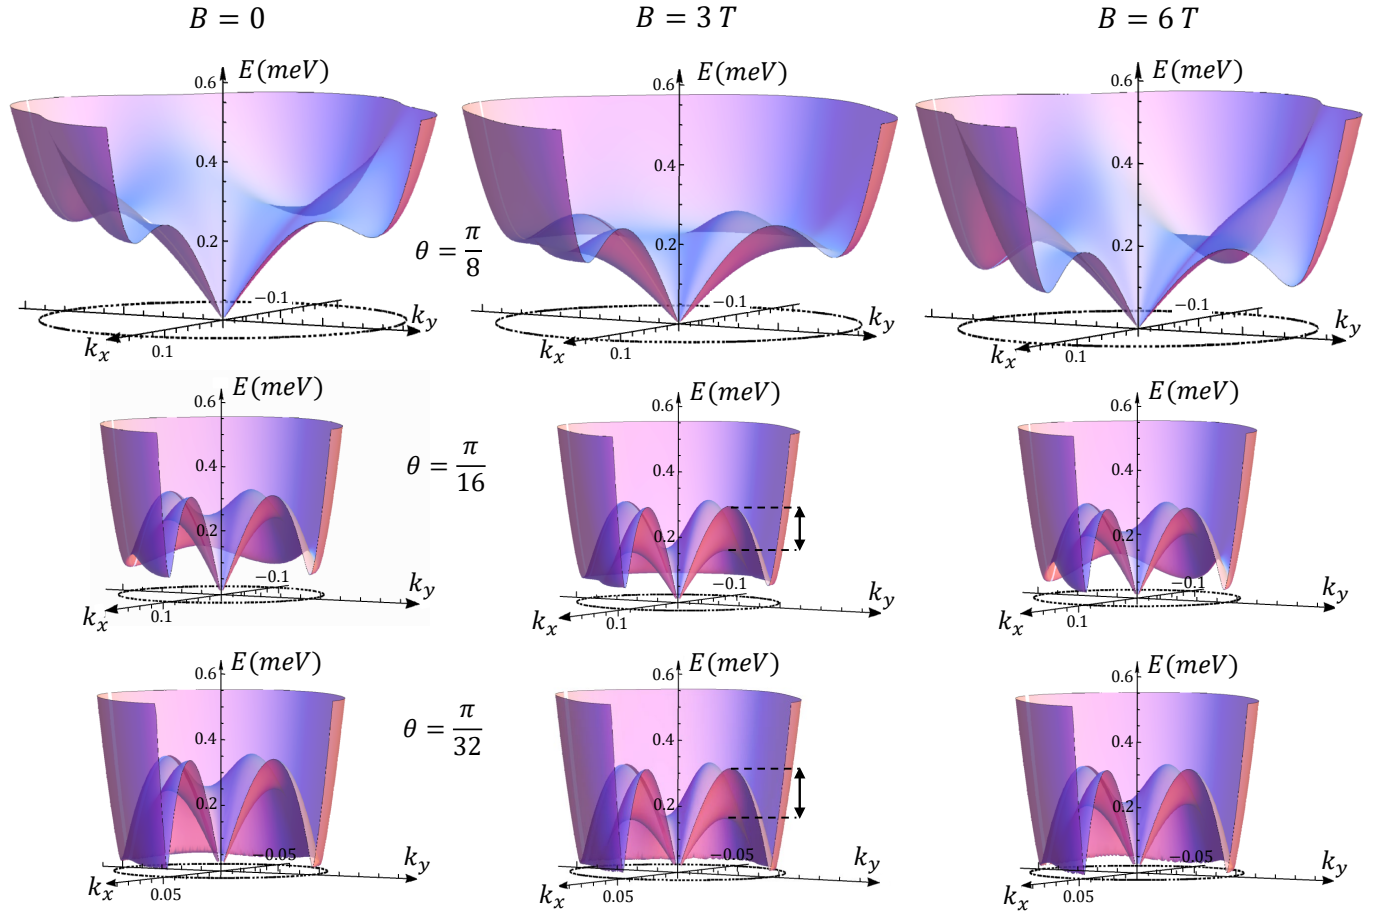 B = 0
B = 3 T
B = 6 T
E(meV)
0.6
0.4
0.2
−0.1
k_y
k_x
0.1
θ = π/8
E(meV)
0.6
0.4
0.2
−0.1
k_y
k_x
0.1
E(meV)
0.6
0.4
0.2
−0.1
k_y
k_x
0.1
E(meV)
0.6
0.4
0.2
−0.1
k_y
k_x
0.1
θ = π/16
E(meV)
0.6
0.4
0.2
−0.1
k_y
k_x
0.1
E(meV)
0.6
0.4
0.2
−0.1
k_y
k_x
0.1
E(meV)
0.6
0.4
0.2
−0.05
k_y
k_x
0.05
θ = π/32
E(meV)
0.6
0.4
0.2
−0.05
k_y
k_x
0.05
E(meV)
0.6
0.4
0.2
−0.05
k_y
k_x
0.05